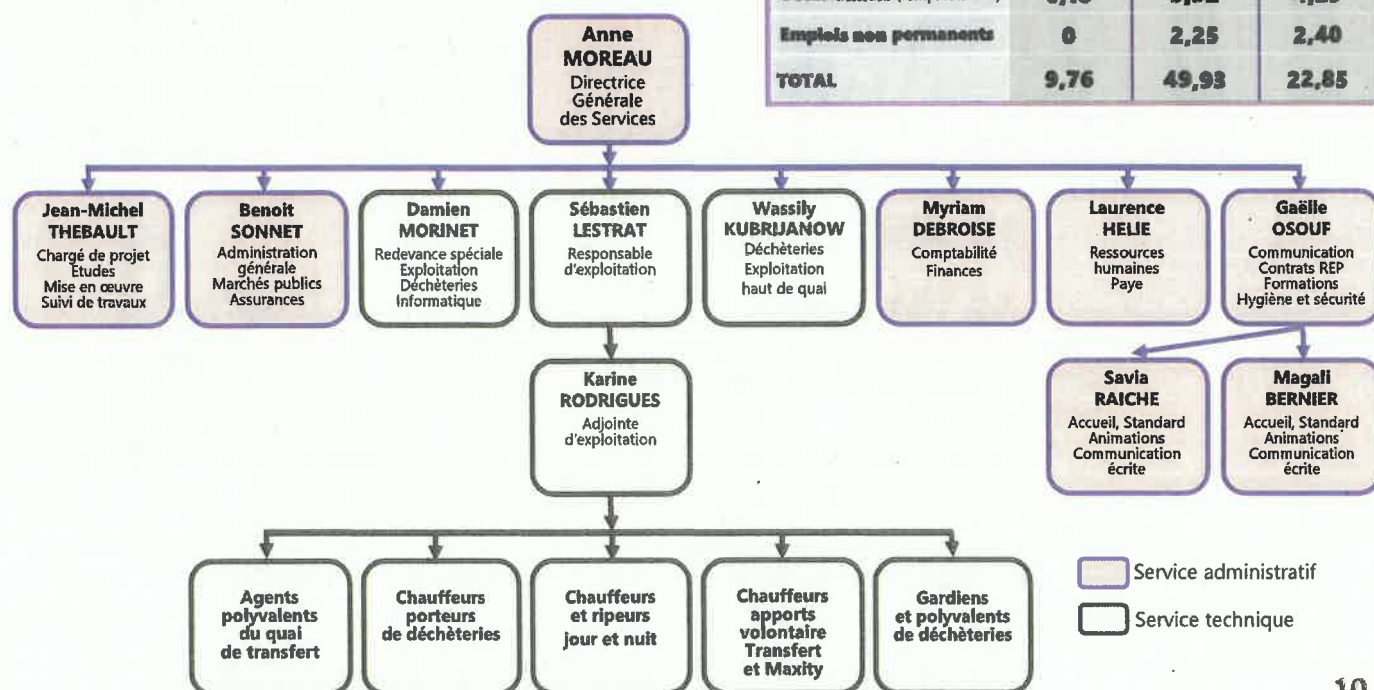 Emplois non permanents 0 2,25 2,40
TOTAL 9,76 49,93 22,85
Anne
MOREAU
Directrice
Générale
des Services
Jean-Michel
THEBAULT
Chargé de projet
Études
Mise en œuvre
Suivi de travaux
Benoit
SONNET
Administration
générale
Marchés publics
Assurances
Damien
MORINET
Redevance spéciale
Exploitation
Déchèteries
Informatique
Sébastien
LESTRAT
Responsable
d'exploitation
Wassily
KUBRIJANOW
Déchèteries
Exploitation
haut de quai
Myriam
DEBROISE
Comptabilité
Finances
Laurence
HELIE
Ressources
humaines
Paye
Gaëlle
OSOUF
Communication
Contrats REP
Formations
Hygiène et sécurité
Karine
RODRIGUES
Adjointe
d'exploitation
Savia
RAICHE
Accueil, Standard
Animations
Communication
écrite
Magali
BERNIER
Accueil, Standard
Animations
Communication
écrite
Agents
polyvalents
du quai
de transfert
Chauffeurs
porteurs
de déchèteries
Chauffeurs
et ripeurs
jour et nuit
Chauffeurs
apports
volontaire
Transfert
et Maxity
Gardiens
et polyvalents
de déchèteries
Service administratif
Service technique